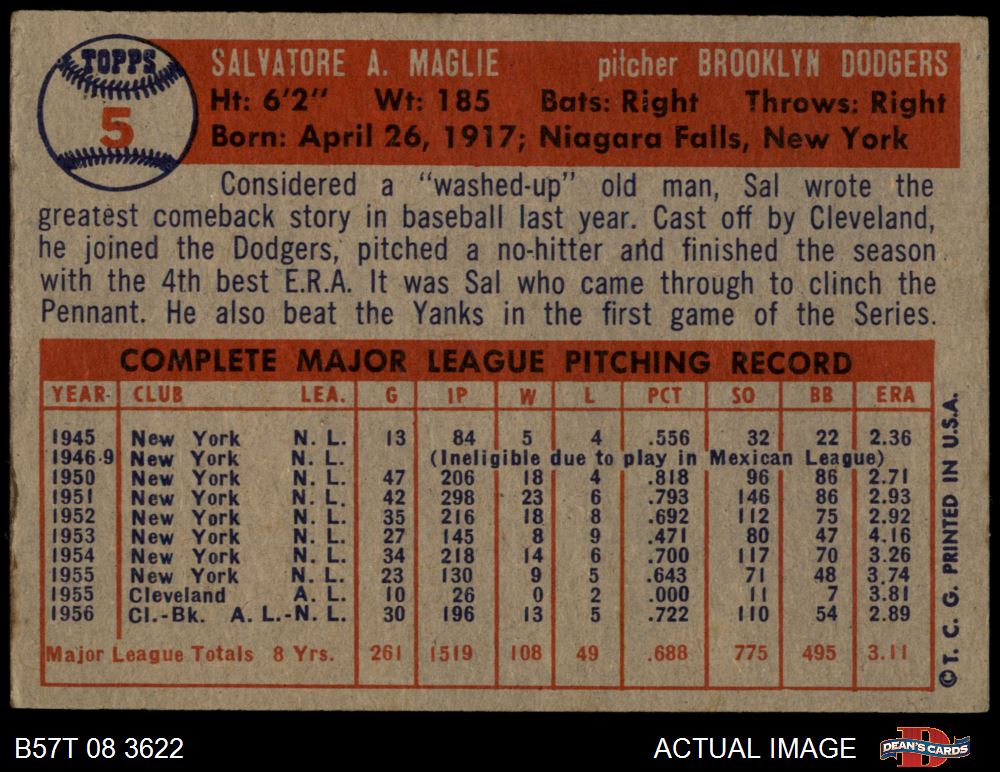 TOPPS
5
SALVATORE A. MAGLIE pitcher BROOKLYN DODGERS
Ht: 6'2" Wt: 185 Bats: Right Throws: Right
Born: April 26, 1917; Niagara Falls, New York
Considered a "washed-up" old man, Sal wrote the
greatest comeback story in baseball last year. Cast off by Cleveland,
he joined the Dodgers, pitched a no-hitter and finished the season
with the 4th best E.R.A. It was Sal who came through to clinch the
Pennant. He also beat the Yanks in the first game of the Series.
COMPLETE MAJOR LEAGUE PITCHING RECORD
YEAR CLUB LEA. G IP W L PCT SO BB ERA
1945 New York N. L. 13 84 5 4 .556 32 22 2.36
1946-9 New York N. L. (Ineligible due to play in Mexican League)
1950 New York N. L. 47 206 18 4 .818 96 86 2.71
1951 New York N. L. 42 298 23 6 .793 146 86 2.93
1952 New York N. L. 35 216 18 8 .692 112 75 2.92
1953 New York N. L. 27 145 8 9 .471 80 47 4.16
1954 New York N. L. 34 218 14 6 .700 117 70 3.26
1955 New York N. L. 23 130 9 5 .643 71 48 3.74
1955 Cleveland A. L. 10 26 0 2 .000 11 7 3.81
1956 Cl.-Bk. A. L.-N. L. 30 196 13 5 .722 110 54 2.89
Major League Totals 8 Yrs. 261 1519 108 49 .688 775 495 3.11
©T. C. G. PRINTED IN U.S.A.
B57T 08 3622 ACTUAL IMAGE DEAN'S CARDS